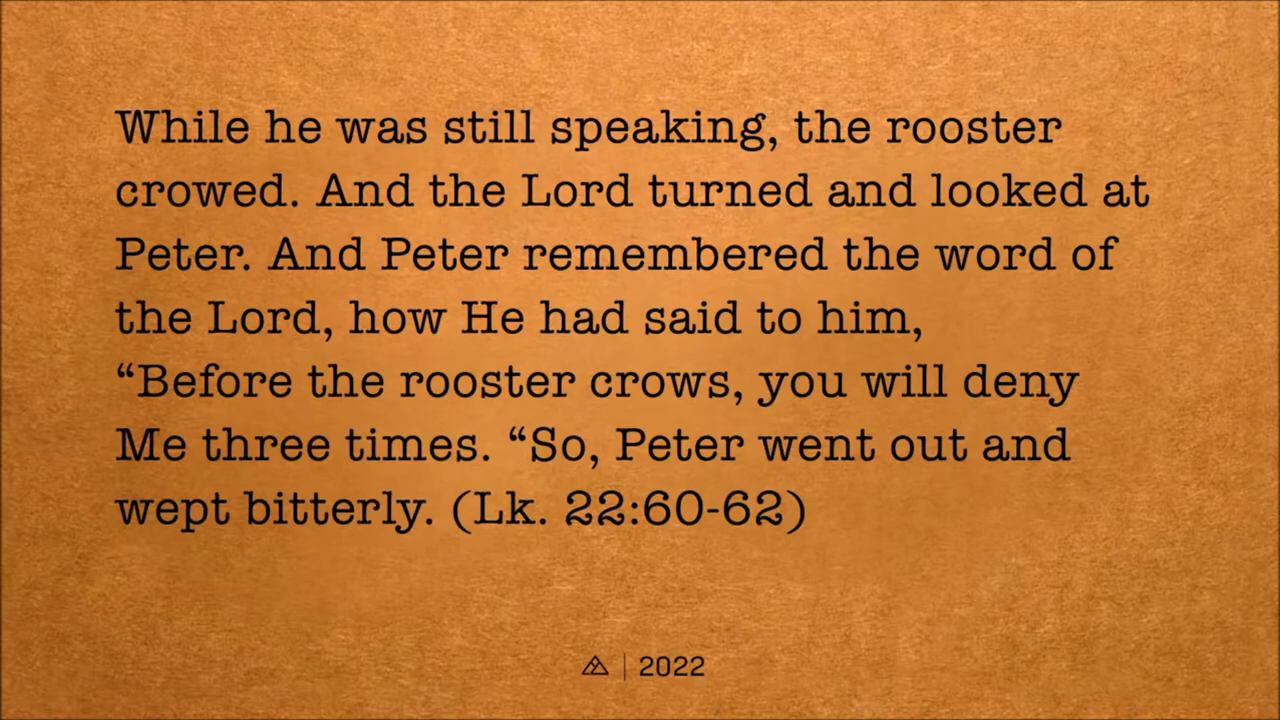 While he was still speaking, the rooster
crowed. And the Lord turned and looked at
Peter. And Peter remembered the word of
the Lord, how He had said to him,
“Before the rooster crows, you will deny
Me three times. “So, Peter went out and
wept bitterly. (Lk. 22:60-62)
| 2022